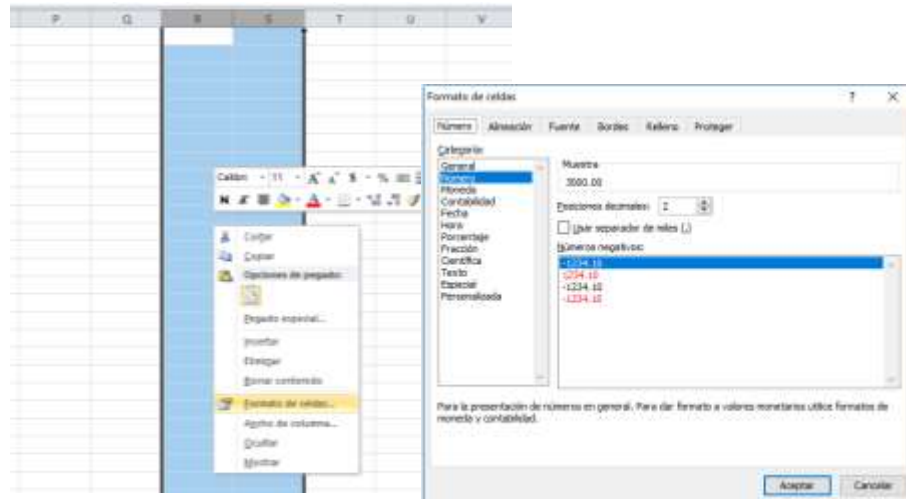 P Q R S T U V
Calibri 11 A A $ %
N K A
Cortar
Copiar
Opciones de pegado:
Pegado especial...
Insertar
Eliminar
Borrar contenido
Formato de celdas...
Ancho de columna...
Ocultar
Mostrar
Formato de celdas ? X
Número Alineación Fuente Bordes Relleno Proteger
Categoría:
General
Número
Moneda
Contabilidad
Fecha
Hora
Porcentaje
Fracción
Científica
Texto
Especial
Personalizada
Muestra
3500.00
Posiciones decimales: 2
Usar separador de miles (,)
Números negativos:
-1234.10
1234.10
-1234.10
-1234.10
Para la presentación de números en general. Para dar formato a valores monetarios utilice formatos de
moneda y contabilidad.
Aceptar Cancelar